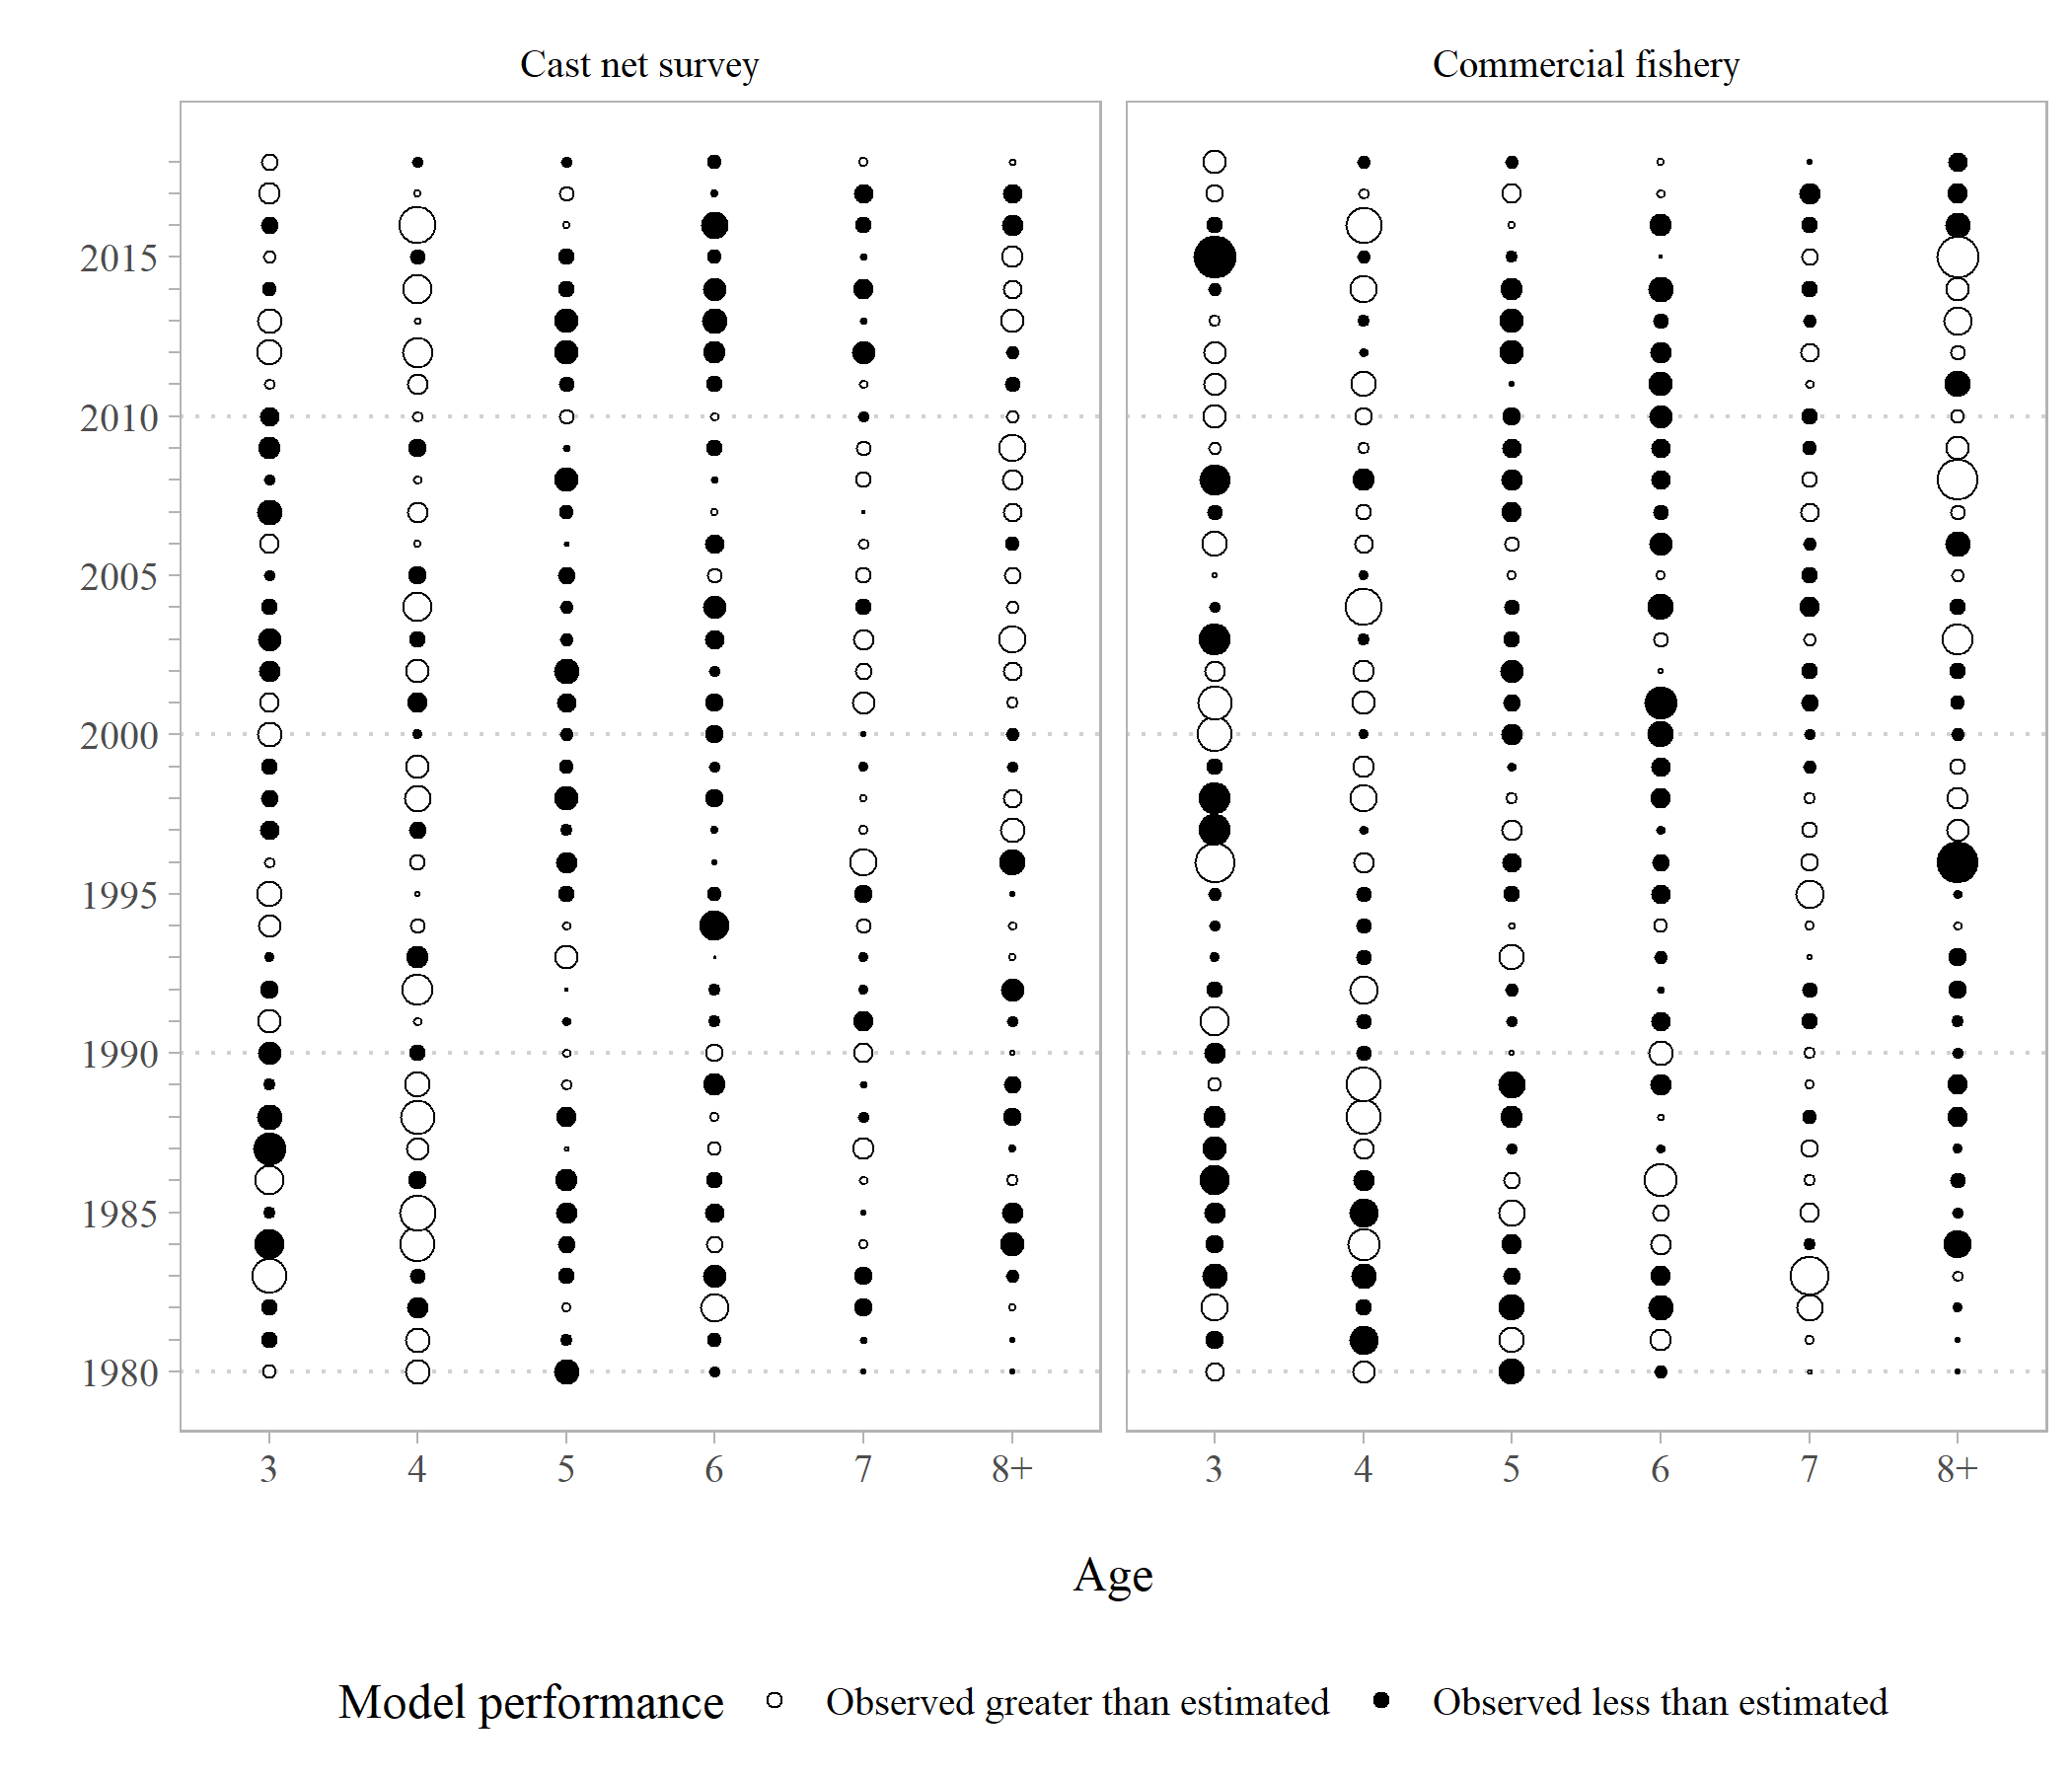 Cast net survey
Commercial fishery
2015
2010
2005
2000
1995
1990
1985
1980
3 4 5 6 7 8+
3 4 5 6 7 8+
Age
Model performance Observed greater than estimated Observed less than estimated